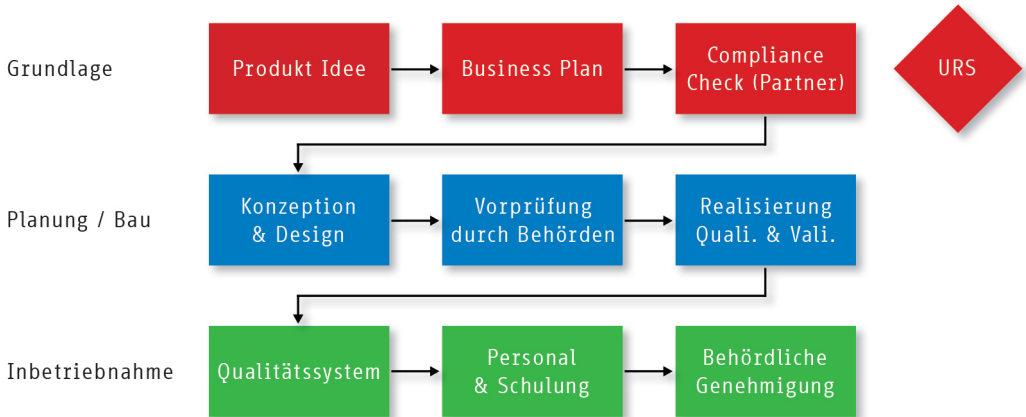 Grundlage
Produkt Idee
Business Plan
Compliance
Check (Partner)
URS
Planung / Bau
Konzeption
& Design
Vorprüfung
durch Behörden
Realisierung
Quali. & Vali.
Inbetriebnahme
Qualitätssystem
Personal
& Schulung
Behördliche
Genehmigung